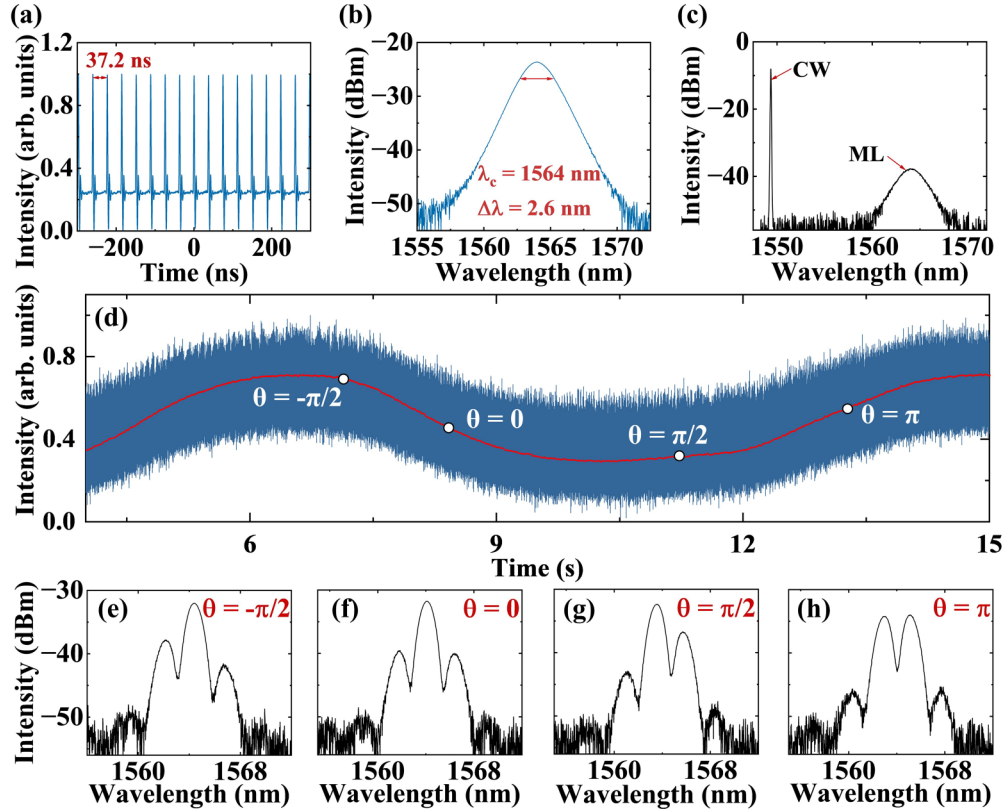 (a)
37.2 ns
1.2
0.8
0.4
0.0
Intensity (arb. units)
−200 0 200
Time (ns)
(b)
−20
−30
−40
−50
Intensity (dBm)
λc = 1564 nm
Δλ = 2.6 nm
1555 1560 1565 1570
Wavelength (nm)
(c)
0
−20
−40
Intensity (dBm)
CW
ML
1550 1560 1570
Wavelength (nm)
(d)
0.8
0.4
0.0
Intensity (arb. units)
θ = -π/2
θ = 0
θ = π/2
θ = π
6 9 12 15
Time (s)
−30
−40
−50
Intensity (dBm)
(e)
θ = -π/2
1560 1568
Wavelength (nm)
(f)
θ = 0
1560 1568
Wavelength (nm)
(g)
θ = π/2
1560 1568
Wavelength (nm)
(h)
θ = π
1560 1568
Wavelength (nm)